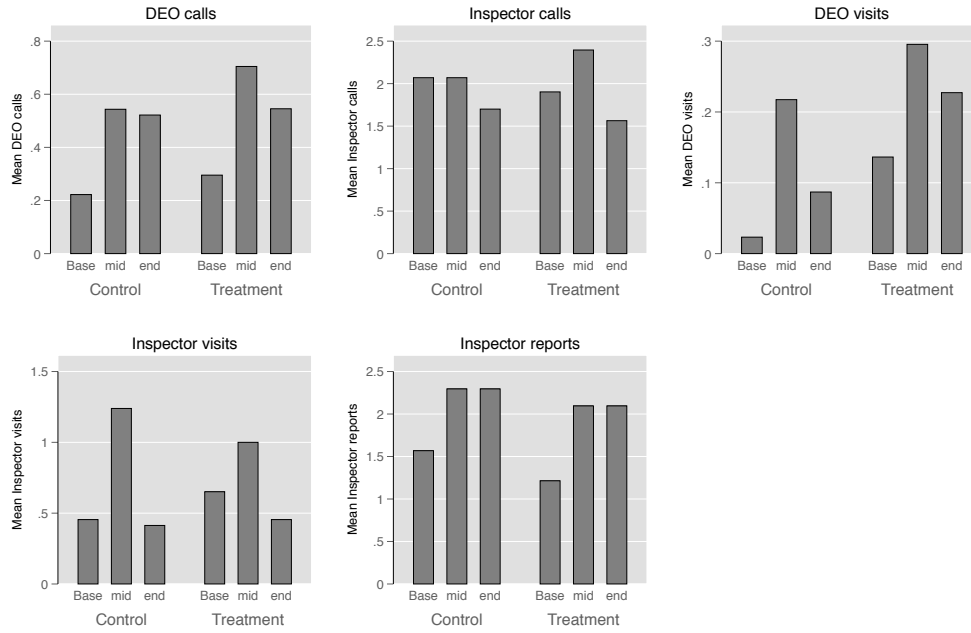 DEO calls
Mean DEO calls
.8
.6
.4
.2
0
Base mid end Base mid end
Control Treatment
Inspector calls
Mean Inspector calls
2.5
2
1.5
1
.5
0
Base mid end Base mid end
Control Treatment
DEO visits
Mean DEO visits
.3
.2
.1
0
Base mid end Base mid end
Control Treatment
Inspector visits
Mean Inspector visits
1.5
1
.5
0
Base mid end Base mid end
Control Treatment
Inspector reports
Mean Inspector reports
2.5
2
1.5
1
.5
0
Base mid end Base mid end
Control Treatment